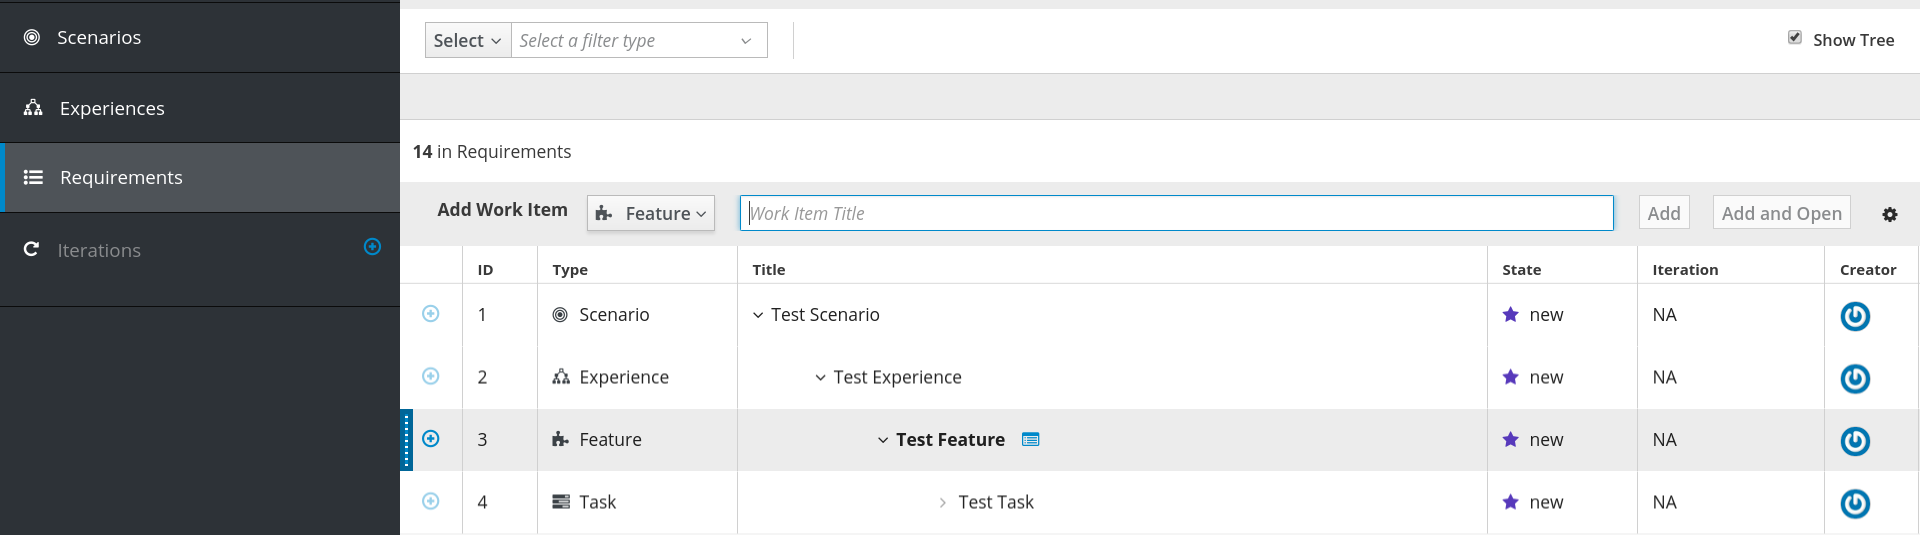 Scenarios
Experiences
Requirements
Iterations
Select Select a filter type Show Tree
14 in Requirements
Add Work Item Feature Work Item Title Add Add and Open
ID Type Title State Iteration Creator
1 Scenario Test Scenario new NA
2 Experience Test Experience new NA
3 Feature Test Feature new NA
4 Task Test Task new NA